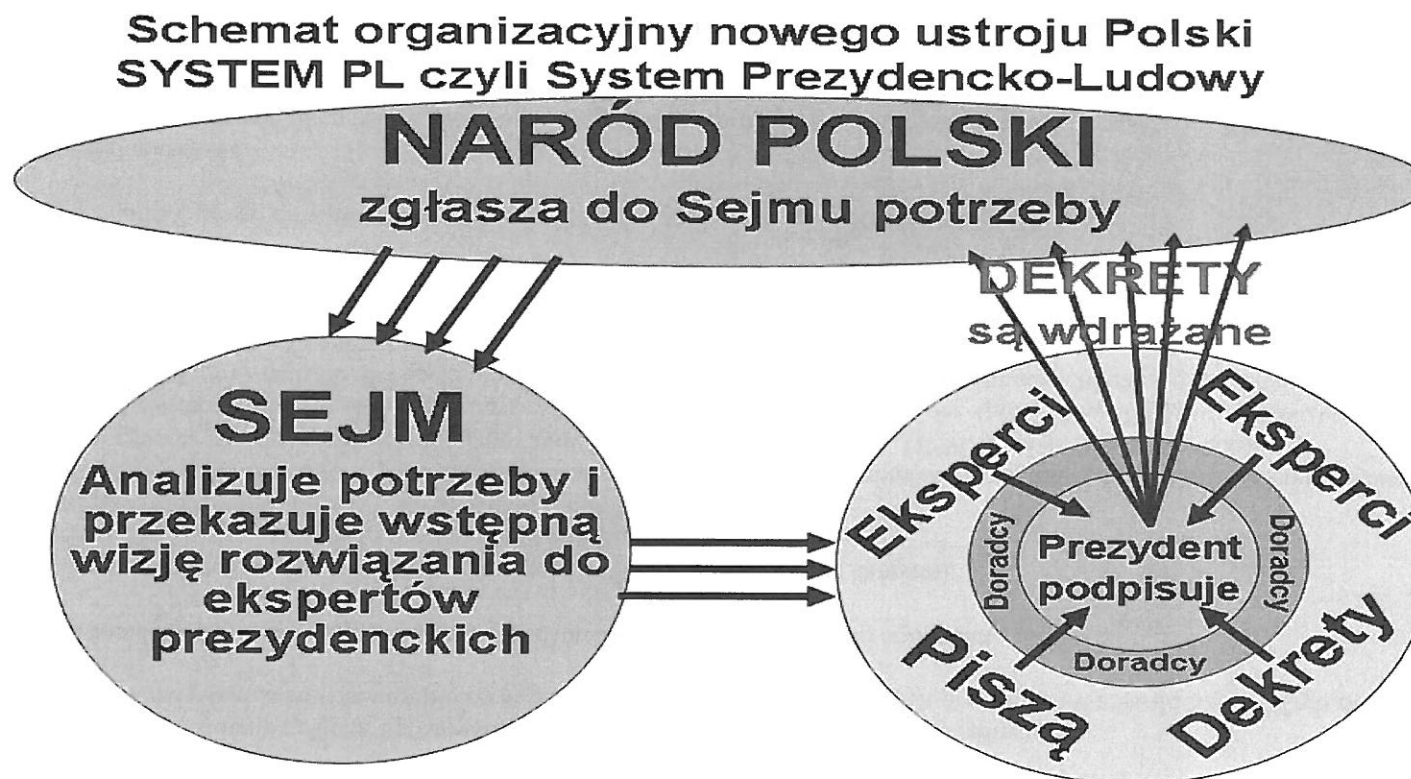 Schemat organizacyjny nowego ustroju Polski
SYSTEM PL czyli System Prezydencko-Ludowy
NARÓD POLSKI
zgłasza do Sejmu potrzeby
DEKRETY
są wdrażane
SEJM
Analizuje potrzeby i
przekazuje wstępną
wizję rozwiązania do
ekspertów
prezydenckich
Eksperci
Eksperci
Doradcy
Prezydent
podpisuje
Doradcy
Doradcy
Piszą
Dekrety